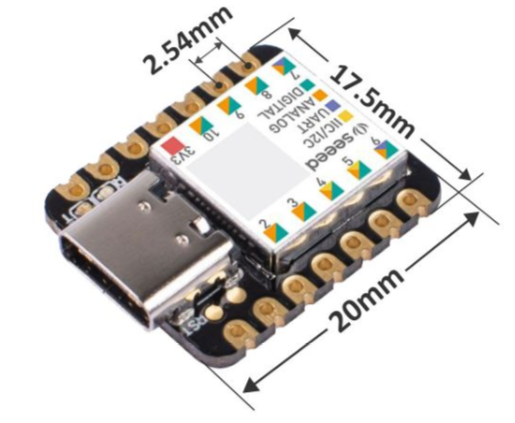 2.54mm
17.5mm
20mm
3V3
10
9
8
7
DIGITAL
ANALOG
UART
IIC/I2C
seeed
2
3
4
5
6
RST